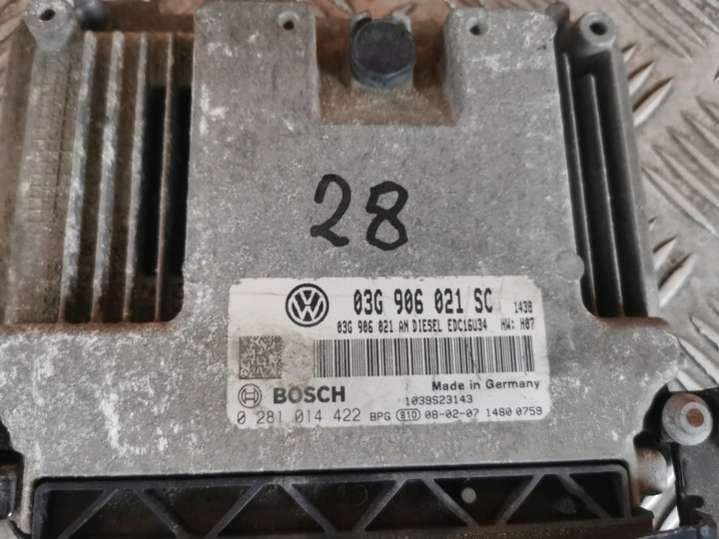 28
03G 906 021 SC 1438
03G 906 021 AN DIESEL EDC16U34 HW: H07
Made in Germany
BOSCH 1039S23143
0 281 014 422 BPG 810 08-02-07 1480 0759